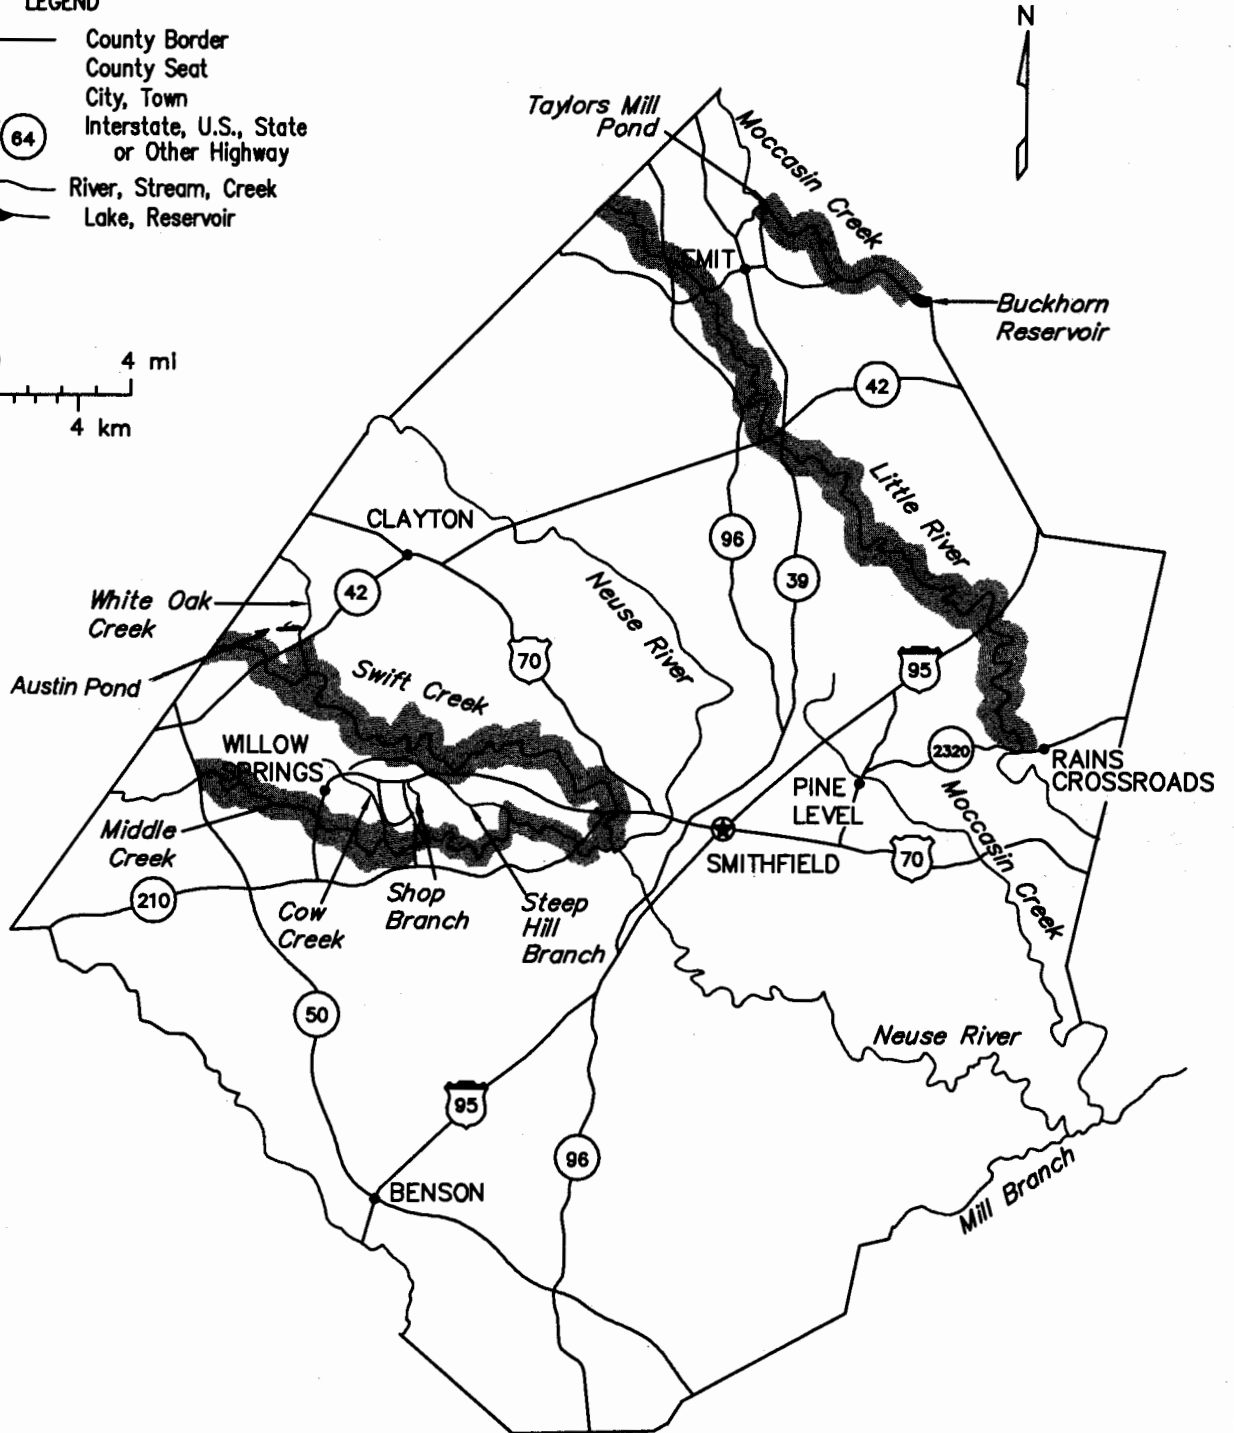 LEGEND
County Border
County Seat
City, Town
64
Interstate, U.S., State
or Other Highway
River, Stream, Creek
Lake, Reservoir
N
4 mi
4 km
Taylors Mill
Pond
Moccasin Creek
EMIT
Buckhorn
Reservoir
42
CLAYTON
96
39
Little River
42
White Oak
Creek
Neuse River
70
95
Austin Pond
Swift Creek
WILLOW
SPRINGS
2320
RAINS
CROSSROADS
PINE
LEVEL
Moccasin Creek
Middle
Creek
SMITHFIELD
70
210
Cow
Creek
Shop
Branch
Steep
Hill
Branch
50
Neuse River
95
96
BENSON
Mill Branch